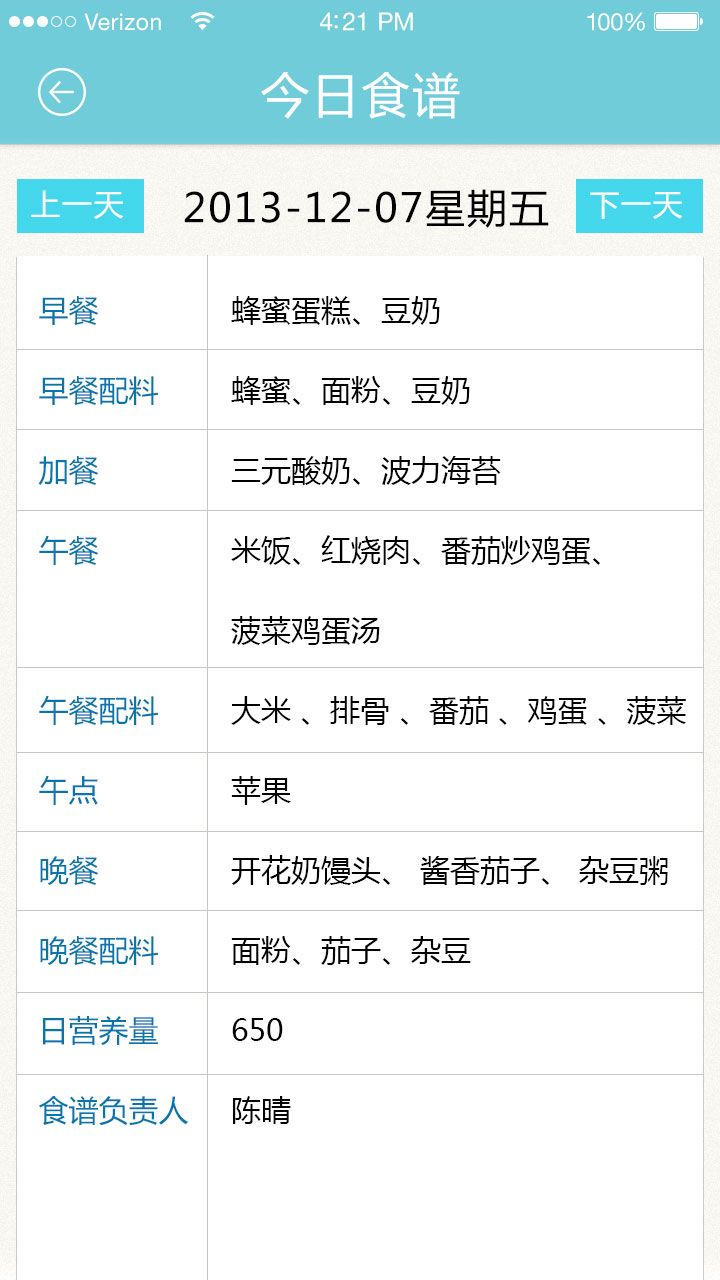 Verizon 4:21 PM 100%
今日食谱
上一天 2013-12-07星期五 下一天
早餐 蜂蜜蛋糕、豆奶
早餐配料 蜂蜜、面粉、豆奶
加餐 三元酸奶、波力海苔
午餐 米饭、红烧肉、番茄炒鸡蛋、
菠菜鸡蛋汤
午餐配料 大米 、排骨 、番茄 、鸡蛋 、菠菜
午点 苹果
晚餐 开花奶馒头、 酱香茄子、 杂豆粥
晚餐配料 面粉、茄子、杂豆
日营养量 650
食谱负责人 陈晴